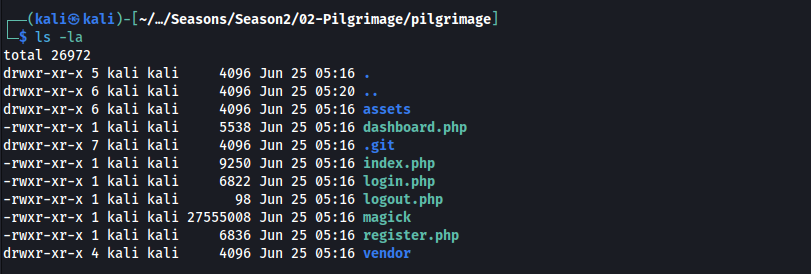 ┌──(kali㉿kali)-[~/…/Seasons/Season2/02-Pilgrimage/pilgrimage]
└─$ ls -la
total 26972
drwxr-xr-x 5 kali kali     4096 Jun 25 05:16 .
drwxr-xr-x 6 kali kali     4096 Jun 25 05:20 ..
drwxr-xr-x 6 kali kali     4096 Jun 25 05:16 assets
-rwxr-xr-x 1 kali kali     5538 Jun 25 05:16 dashboard.php
drwxr-xr-x 7 kali kali     4096 Jun 25 05:16 .git
-rwxr-xr-x 1 kali kali     9250 Jun 25 05:16 index.php
-rwxr-xr-x 1 kali kali     6822 Jun 25 05:16 login.php
-rwxr-xr-x 1 kali kali       98 Jun 25 05:16 logout.php
-rwxr-xr-x 1 kali kali 27555008 Jun 25 05:16 magick
-rwxr-xr-x 1 kali kali     6836 Jun 25 05:16 register.php
drwxr-xr-x 4 kali kali     4096 Jun 25 05:16 vendor